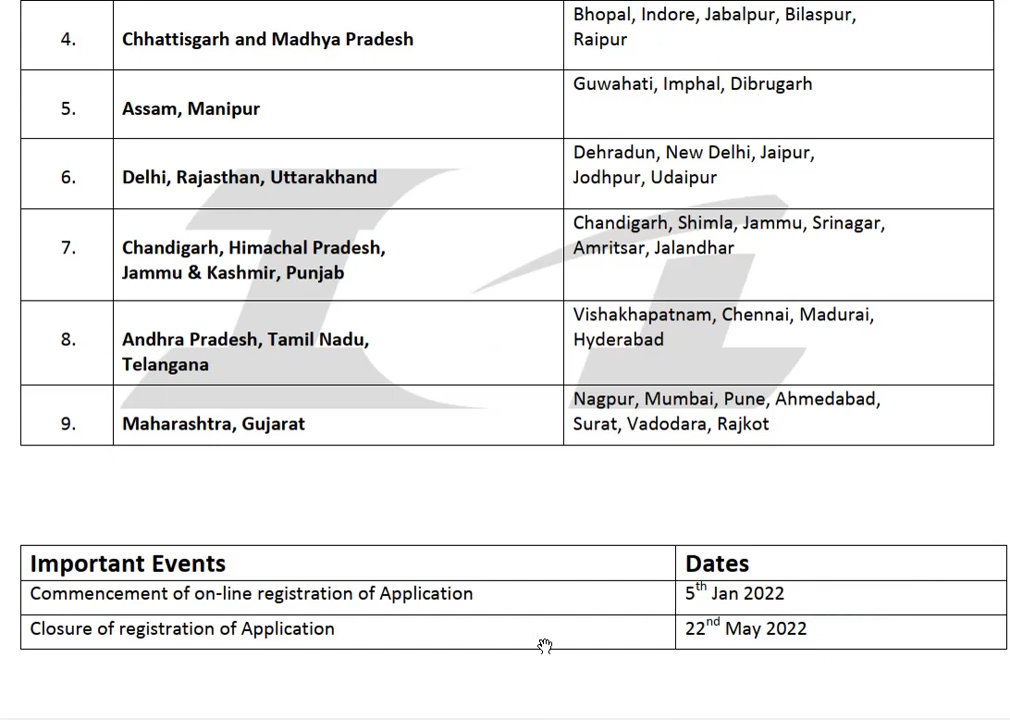 4.
Chhattisgarh and Madhya Pradesh
Bhopal, Indore, Jabalpur, Bilaspur,
Raipur
5.
Assam, Manipur
Guwahati, Imphal, Dibrugarh
6.
Delhi, Rajasthan, Uttarakhand
Dehradun, New Delhi, Jaipur,
Jodhpur, Udaipur
7.
Chandigarh, Himachal Pradesh,
Jammu & Kashmir, Punjab
Chandigarh, Shimla, Jammu, Srinagar,
Amritsar, Jalandhar
8.
Andhra Pradesh, Tamil Nadu,
Telangana
Vishakhapatnam, Chennai, Madurai,
Hyderabad
9.
Maharashtra, Gujarat
Nagpur, Mumbai, Pune, Ahmedabad,
Surat, Vadodara, Rajkot
Important Events
Dates
Commencement of on-line registration of Application
5th Jan 2022
Closure of registration of Application
22nd May 2022